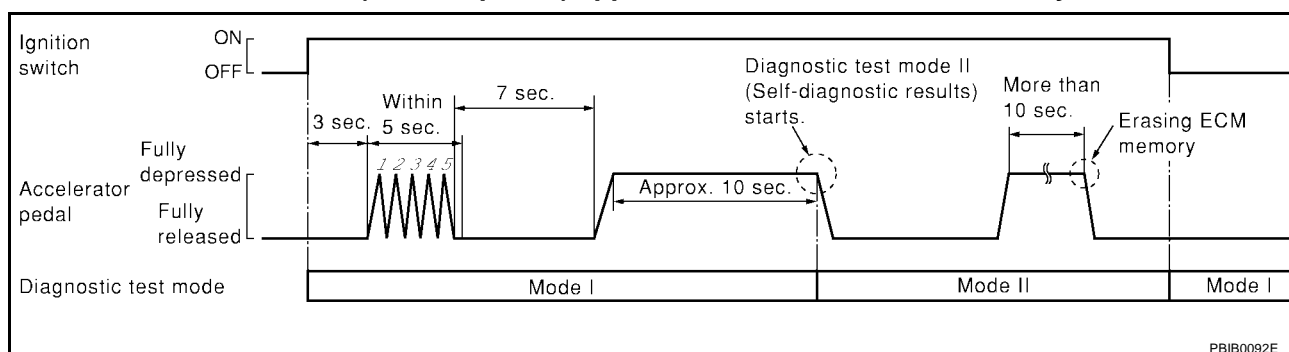 Ignition
switch
ON
OFF
Diagnostic test mode II
(Self-diagnostic results)
starts.
More than
10 sec.
7 sec.
Within
5 sec.
3 sec.
Erasing ECM
memory
1 2 3 4 5
Fully
depressed
Approx. 10 sec.
Accelerator
pedal
Fully
released
Diagnostic test mode
Mode I
Mode II
Mode I
PBIB0092E